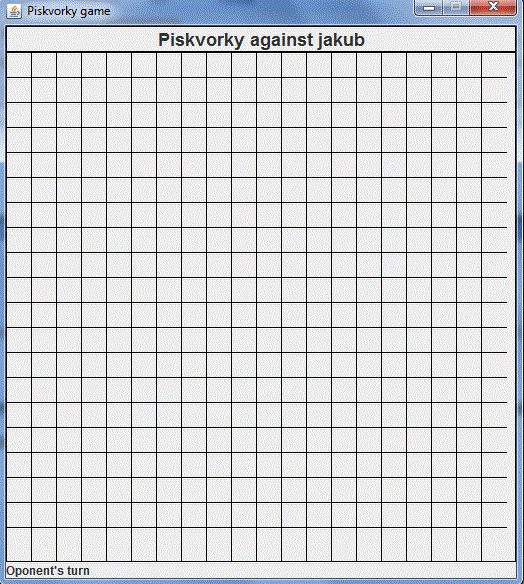 Piskvorky game
Piskvorky against jakub
Oponent's turn